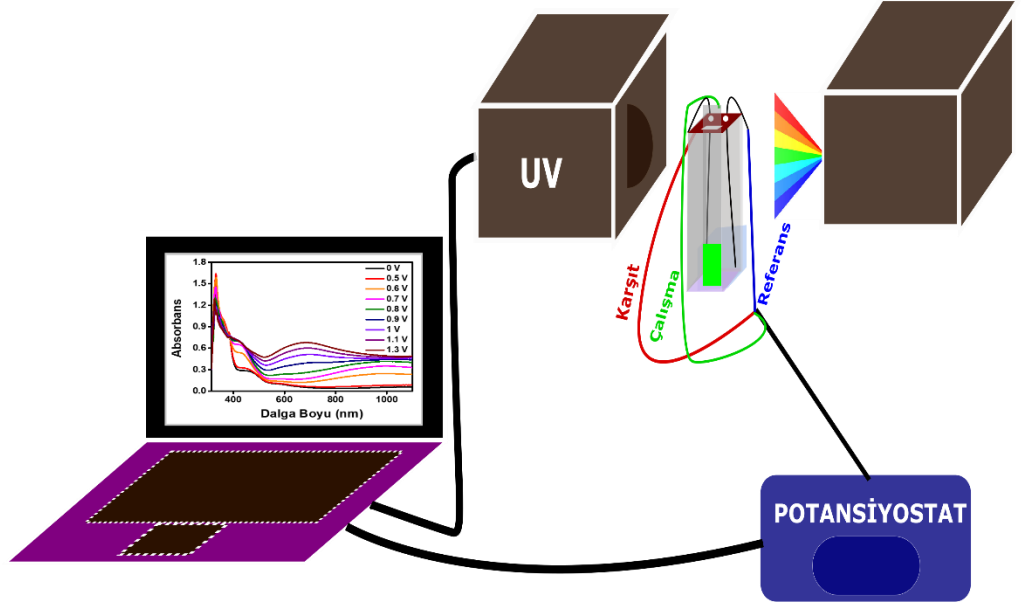 UV
Karşıt
Çalışma
Referans
1.8
1.5
1.2
0.9
0.6
0.3
0.0
Absorbans
0 V
0.5 V
0.6 V
0.7 V
0.8 V
0.9 V
1 V
1.1 V
1.3 V
400 600 800 1000
Dalga Boyu (nm)
POTANSİYOSTAT